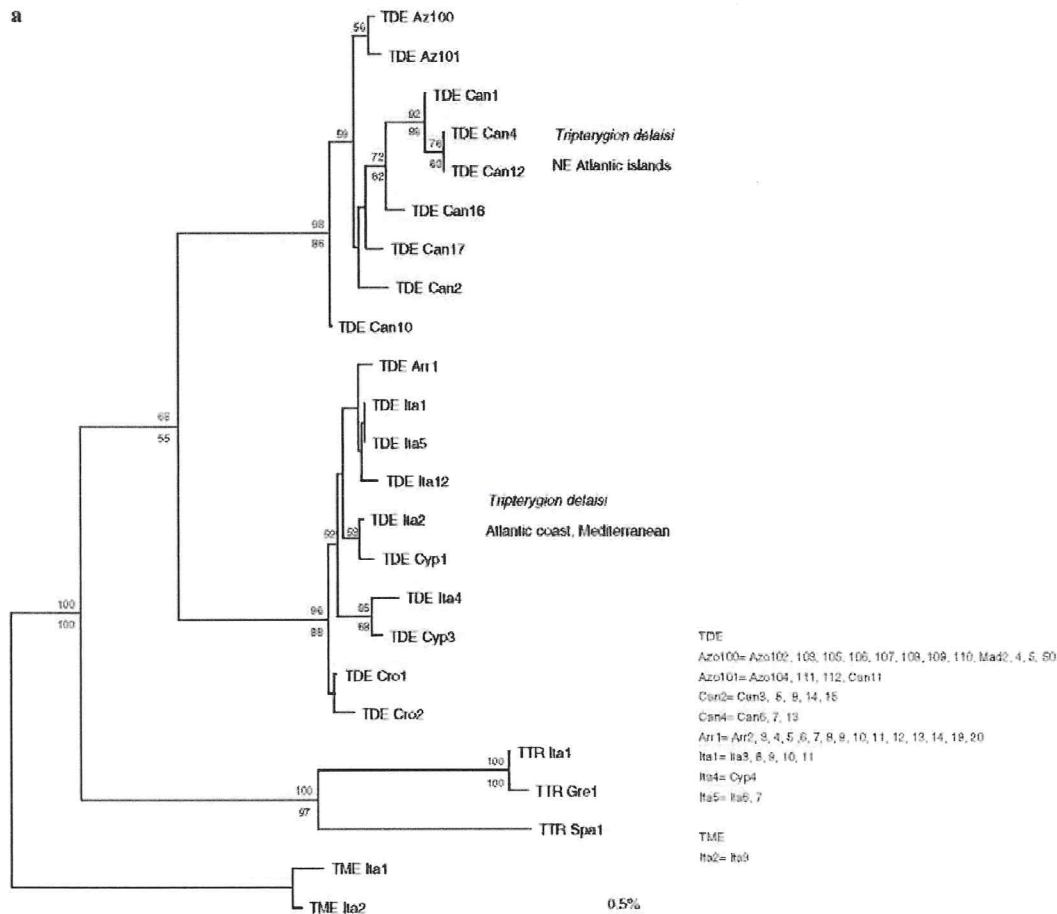 a
TDE Az100
56
TDE Az101
TDE Can1
92
TDE Can4
Tripterygion delaisi
99
76
63
TDE Can12
NE Atlantic islands
72
62
TDE Can16
98
86
TDE Can17
TDE Can2
TDE Can10
TDE Arr1
TDE Ita1
68
55
TDE Ita5
TDE Ita12
Tripterygion delaisi
TDE Ita2
Atlantic coast, Mediterranean
TDE Cyp1
TDE Ita4
100
100
96
88
TDE Cyp3
TDE
Azo100= Azo102, 103, 105, 106, 107, 108, 109, 110, Mad2, 4, 5, 50
TDE Cro1
Azo101= Azo104, 111, 112, Can11
Can2= Can3, 8, 9, 14, 15
TDE Cro2
Can4= Can6, 7, 13
Arr1= Arr2, 3, 4, 5, 6, 7, 8, 9, 10, 11, 12, 13, 14, 19, 20
TTR Ita1
100
Ita1= Ita3, 8, 9, 10, 11
100
TTR Gre1
100
97
Ita4= Cyp4
Ita5= Ita6, 7
TTR Spa1
TME
TME Ita1
Ita2= Ita3
TME Ita2
0.5%